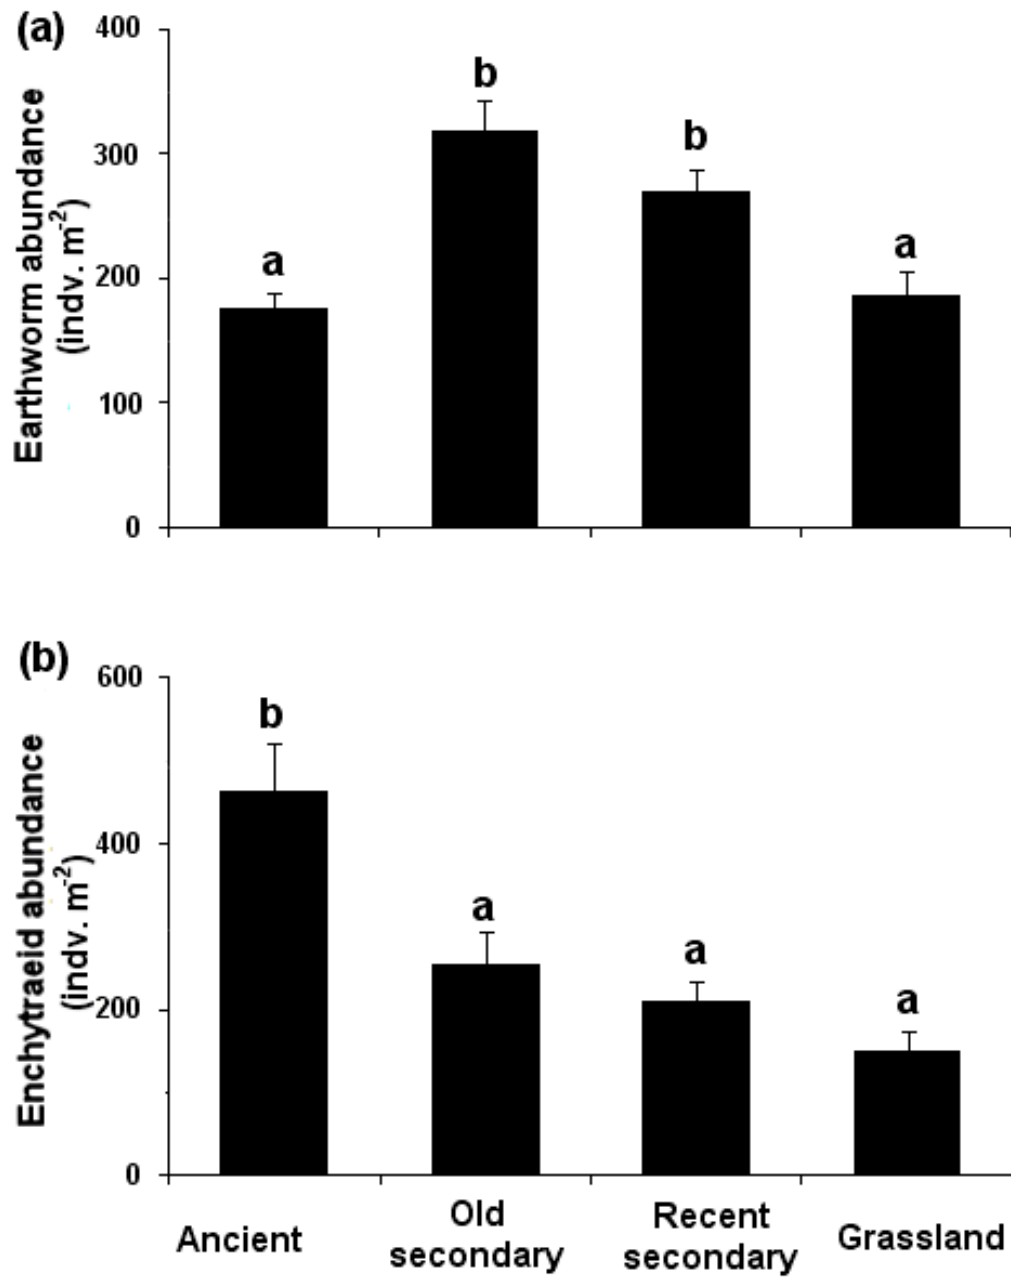 (a)
Earthworm abundance
(indv. m-2)
400
300
200
100
0
a
b
b
a
(b)
Enchytraeid abundance
(indv. m-2)
600
400
200
0
b
a
a
a
Ancient
Old
secondary
Recent
secondary
Grassland